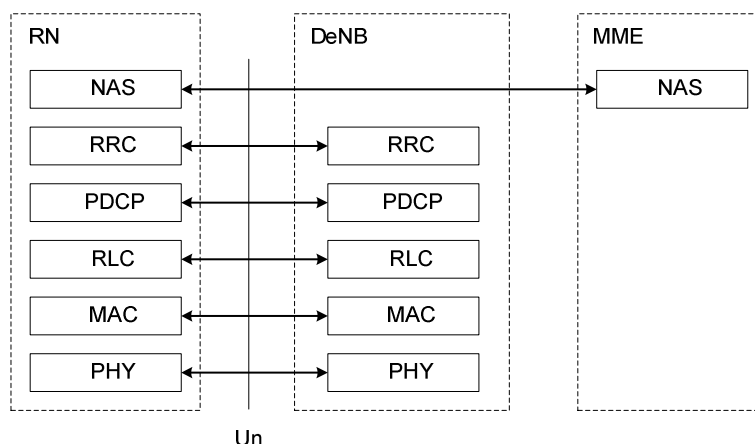 RN DeNB MME
NAS NAS
RRC RRC
PDCP PDCP
RLC RLC
MAC MAC
PHY PHY
Un